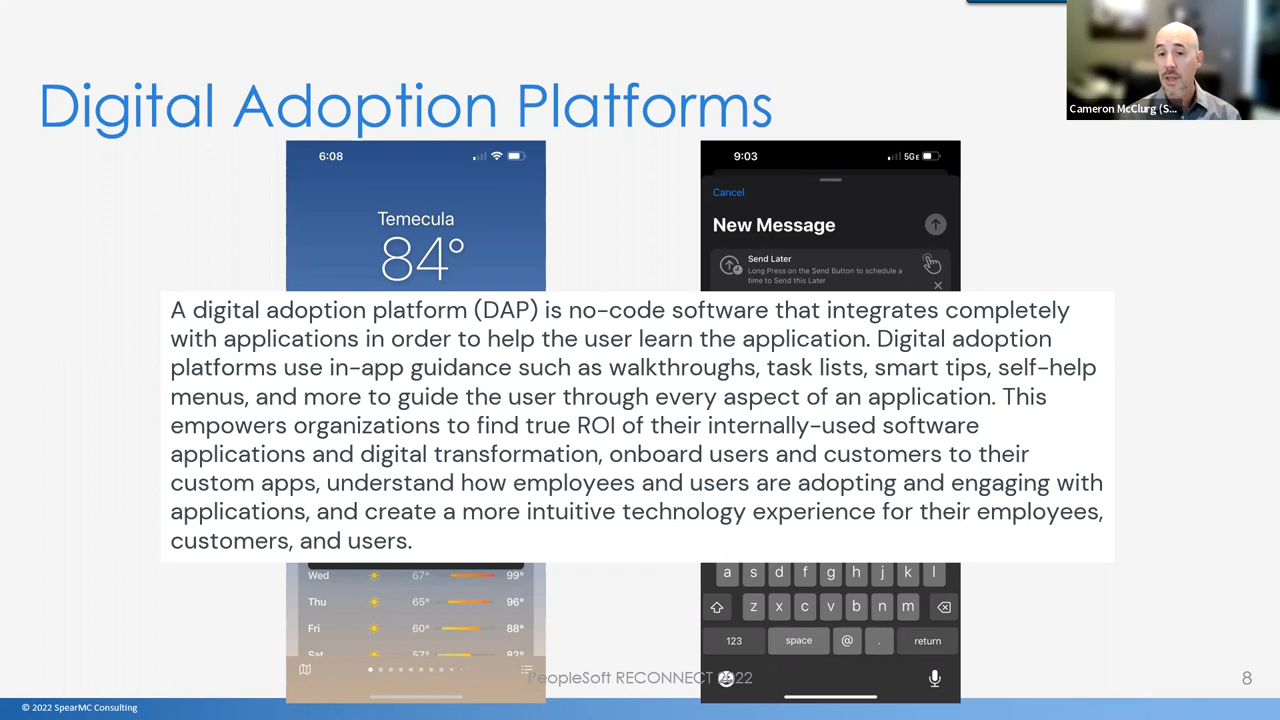 Cameron McClurg (S...
Digital Adoption Platforms
6:08
Temecula
84°
9:03
5GE
Cancel
New Message
Send Later
Long Press on the Send Button to schedule a
time to Send this Later
A digital adoption platform (DAP) is no-code software that integrates completely
with applications in order to help the user learn the application. Digital adoption
platforms use in-app guidance such as walkthroughs, task lists, smart tips, self-help
menus, and more to guide the user through every aspect of an application. This
empowers organizations to find true ROI of their internally-used software
applications and digital transformation, onboard users and customers to their
custom apps, understand how employees and users are adopting and engaging with
applications, and create a more intuitive technology experience for their employees,
customers, and users.
Wed 67° 99°
Thu 65° 96°
Fri 60° 88°
Sat 57° 82°
a s d f g h j k l
z x c v b n m
123 space @ . return
PeopleSoft RECONNECT 2022
8
© 2022 SpearMC Consulting